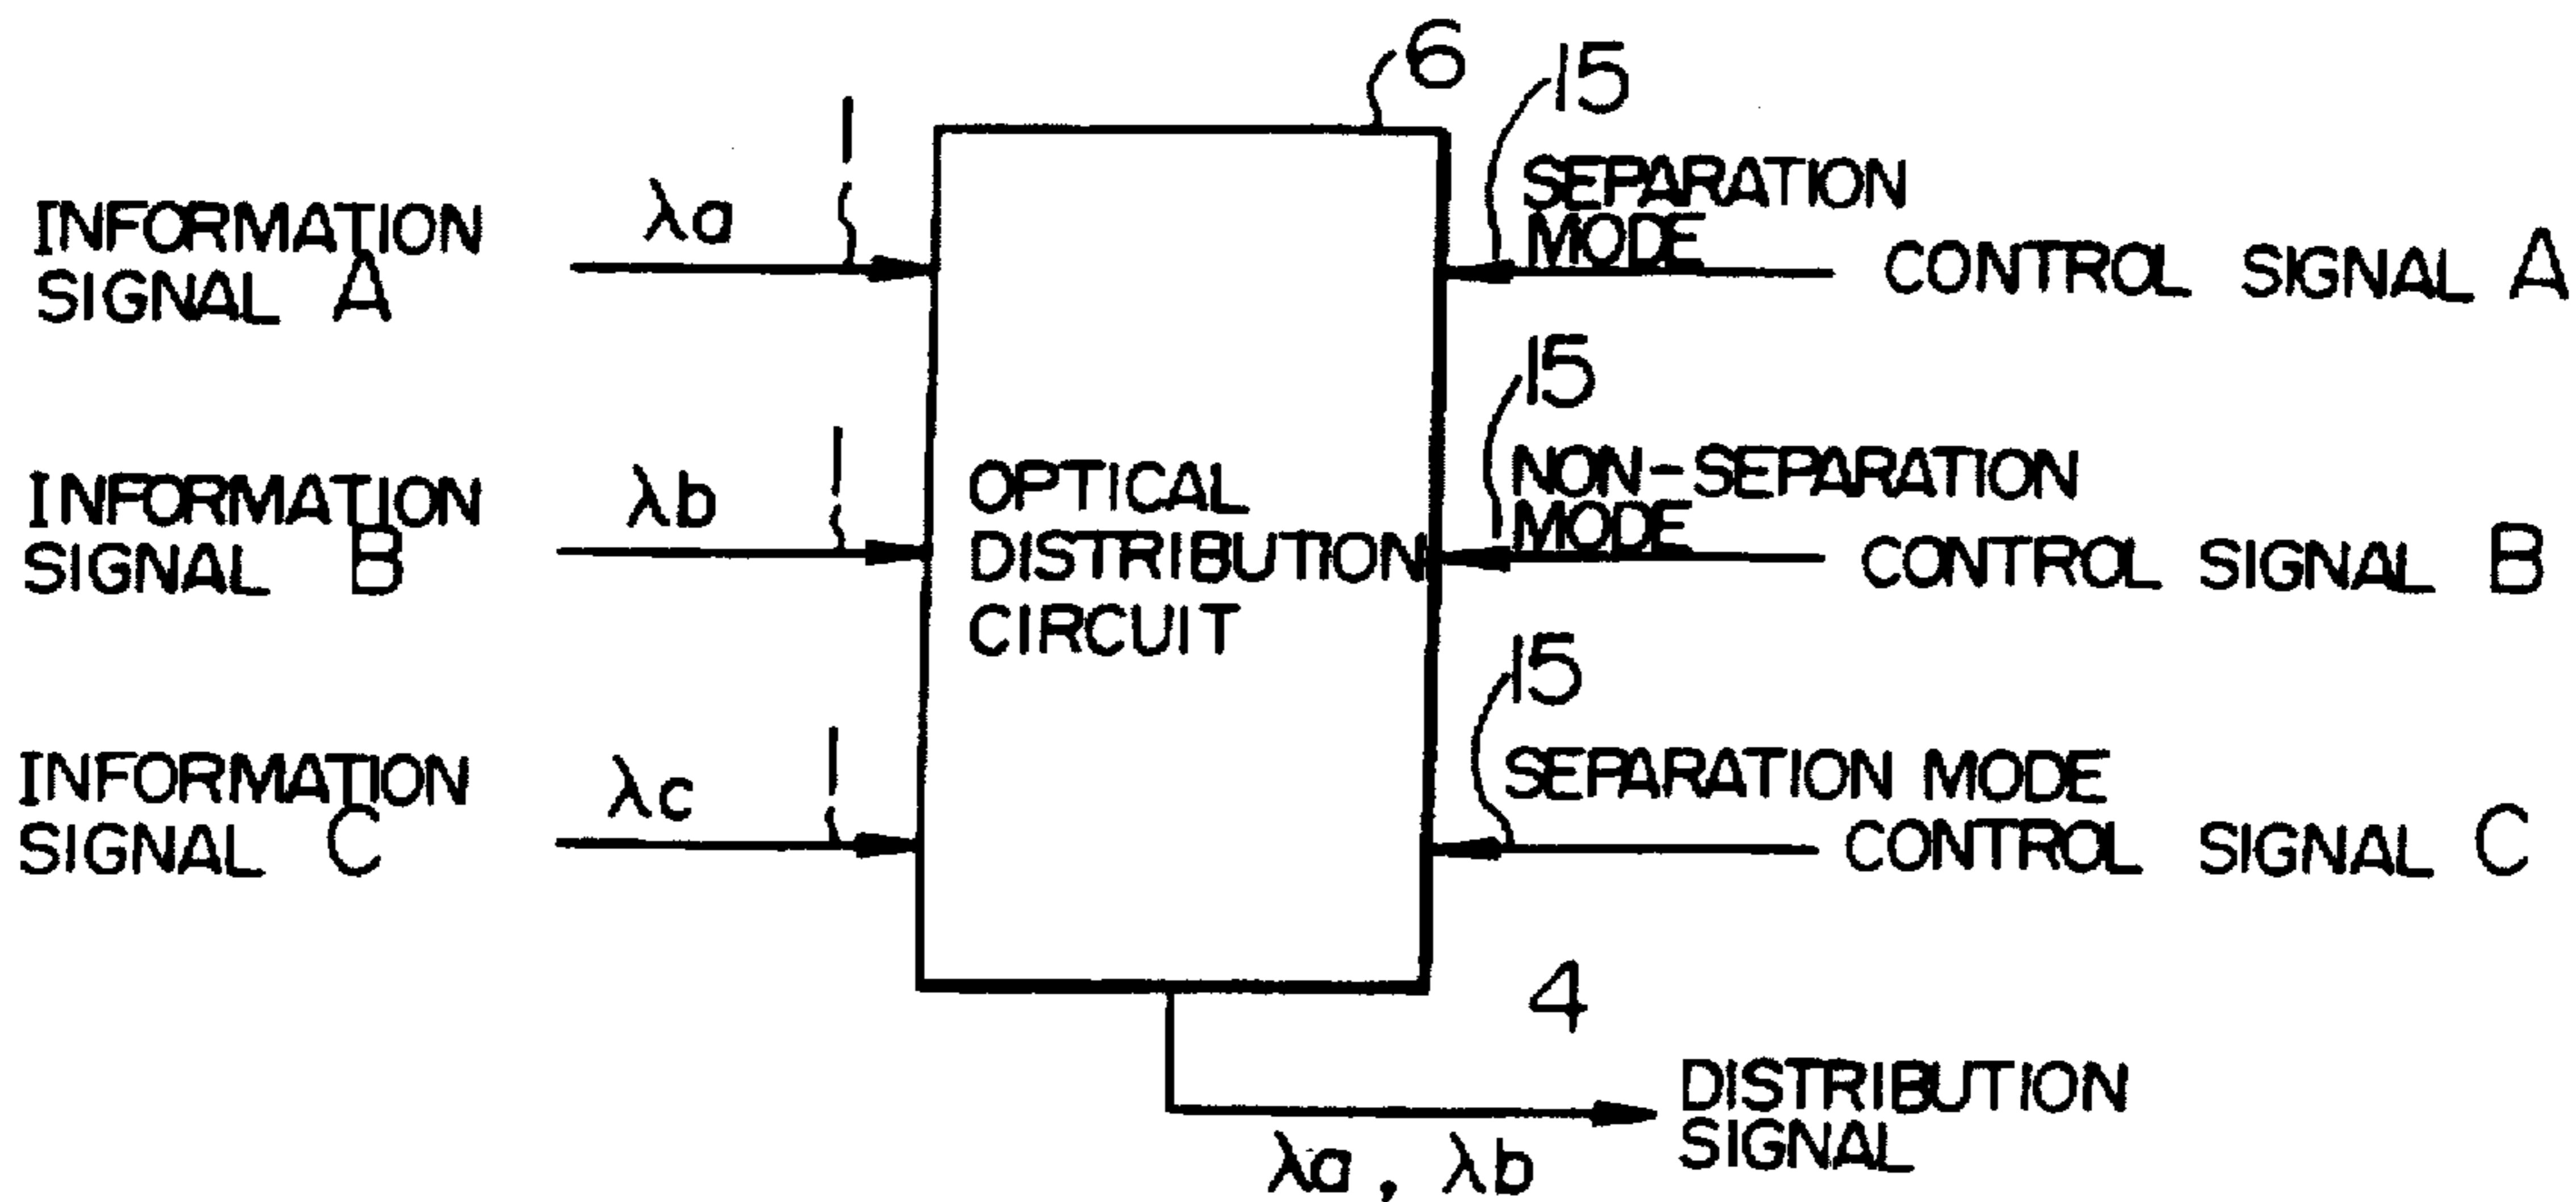 6
15
1
SEPARATION
MODE
INFORMATION
SIGNAL A
λa
CONTROL SIGNAL A
15
1
NON-SEPARATION
MODE
INFORMATION
SIGNAL B
λb
OPTICAL
DISTRIBUTION
CIRCUIT
CONTROL SIGNAL B
15
1
SEPARATION MODE
INFORMATION
SIGNAL C
λc
CONTROL SIGNAL C
4
DISTRIBUTION
SIGNAL
λa, λb